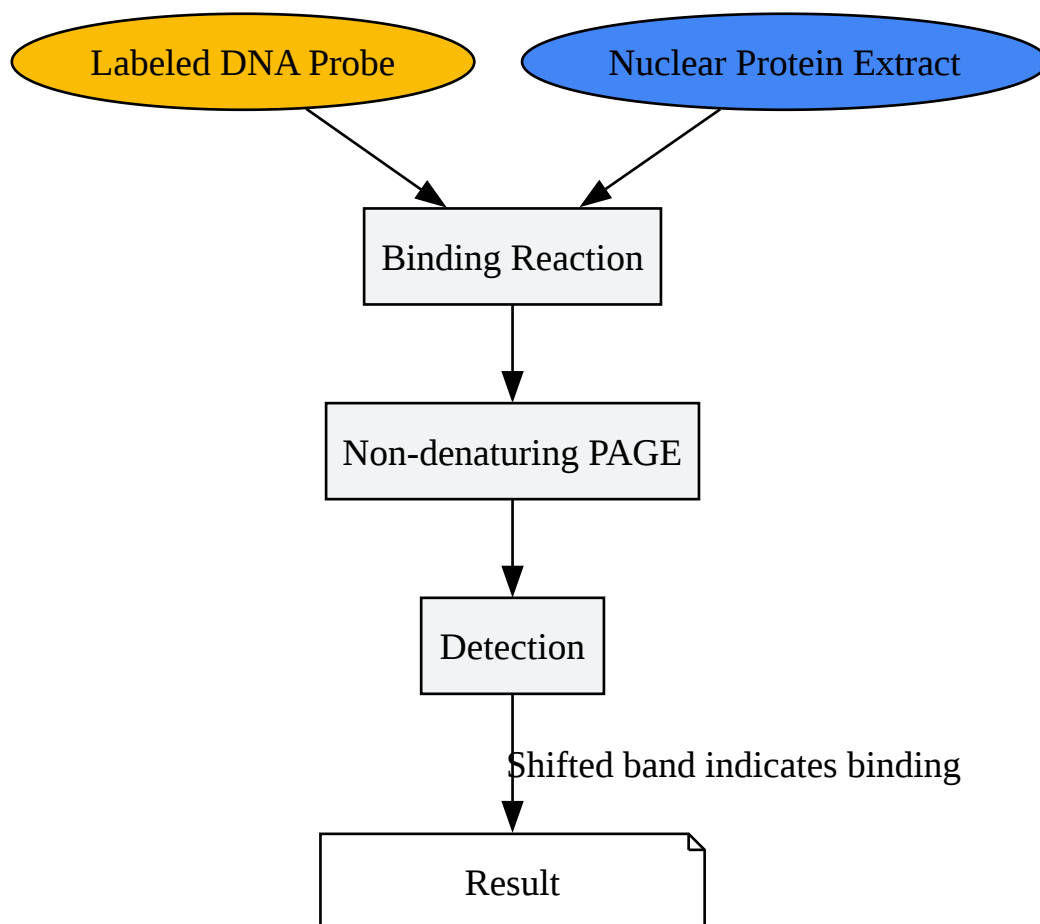 Labeled DNA Probe
Nuclear Protein Extract
Binding Reaction
Non-denaturing PAGE
Detection
Shifted band indicates binding
Result